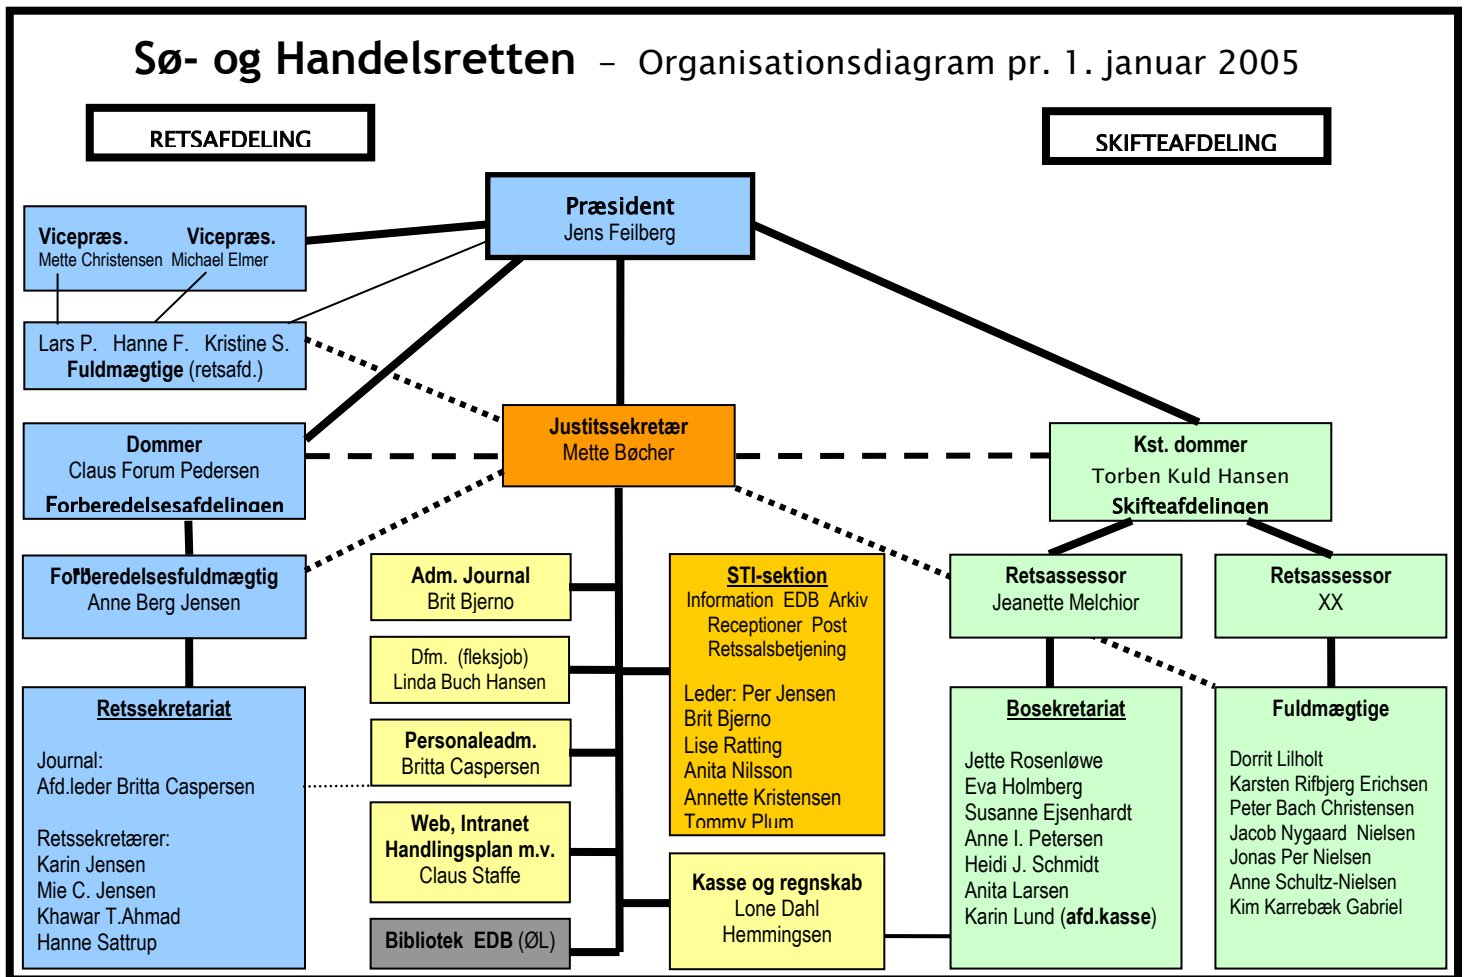 Sø- og Handelsretten – Organisationsdiagram pr. 1. januar 2005
RETSAFDELING
SKIFTEAFDELING
Præsident
Jens Feilberg
Vicepræs. Vicepræs.
Mette Christensen Michael Elmer
Lars P. Hanne F. Kristine S.
Fuldmægtige (retsafd.)
Dommer
Claus Forum Pedersen
Forberedelsesafdelingen
Justitssekretær
Mette Bøcher
Kst. dommer
Torben Kuld Hansen
Skifteafdelingen
Forberedelsesfuldmægtig
Anne Berg Jensen
Adm. Journal
Brit Bjerno
Dfm. (fleksjob)
Linda Buch Hansen
Personaleadm.
Britta Caspersen
Web, Intranet
Handlingsplan m.v.
Claus Staffe
Bibliotek EDB (ØL)
STI-sektion
Information EDB Arkiv
Receptioner Post
Retssalsbetjening
Leder: Per Jensen
Brit Bjerno
Lise Ratting
Anita Nilsson
Annette Kristensen
Tommy Plum
Kasse og regnskab
Lone Dahl
Hemmingsen
Retsassessor
Jeanette Melchior
Retsassessor
XX
Retssekretariat
Journal:
Afd.leder Britta Caspersen
Retssekretærer:
Karin Jensen
Mie C. Jensen
Khawar T.Ahmad
Hanne Sattrup
Bosekretariat
Jette Rosenløwe
Eva Holmberg
Susanne Ejsenhardt
Anne I. Petersen
Heidi J. Schmidt
Anita Larsen
Karin Lund (afd.kasse)
Fuldmægtige
Dorrit Lilholt
Karsten Rifbjerg Erichsen
Peter Bach Christensen
Jacob Nygaard Nielsen
Jonas Per Nielsen
Anne Schultz-Nielsen
Kim Karrebæk Gabriel